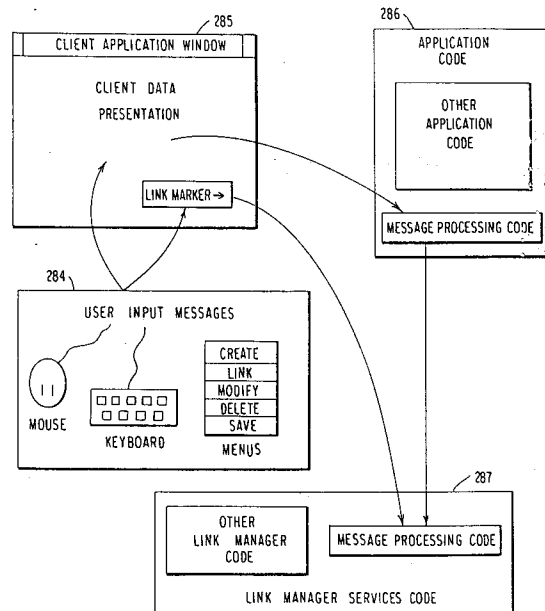 285
CLIENT APPLICATION WINDOW
CLIENT DATA
PRESENTATION
LINK MARKER →
286
APPLICATION
CODE
OTHER
APPLICATION
CODE
MESSAGE PROCESSING CODE
284
USER INPUT MESSAGES
MOUSE
KEYBOARD
CREATE
LINK
MODIFY
DELETE
SAVE
MENUS
287
OTHER
LINK MANAGER
CODE
MESSAGE PROCESSING CODE
LINK MANAGER SERVICES CODE